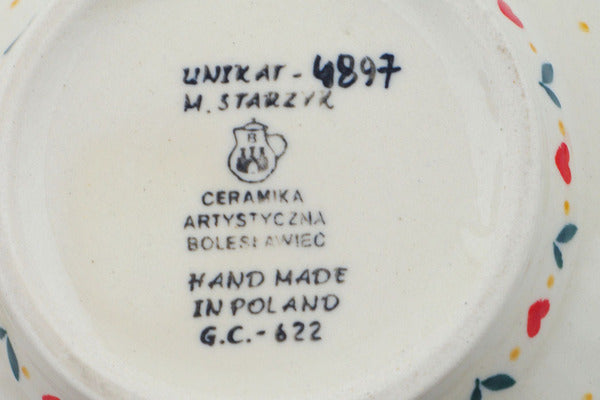 UNIKAT - 4897
M. STARZYK
B
CERAMIKA
ARTYSTYCZNA
BOLESŁAWIEC
HAND MADE
IN POLAND
G.C. - 622